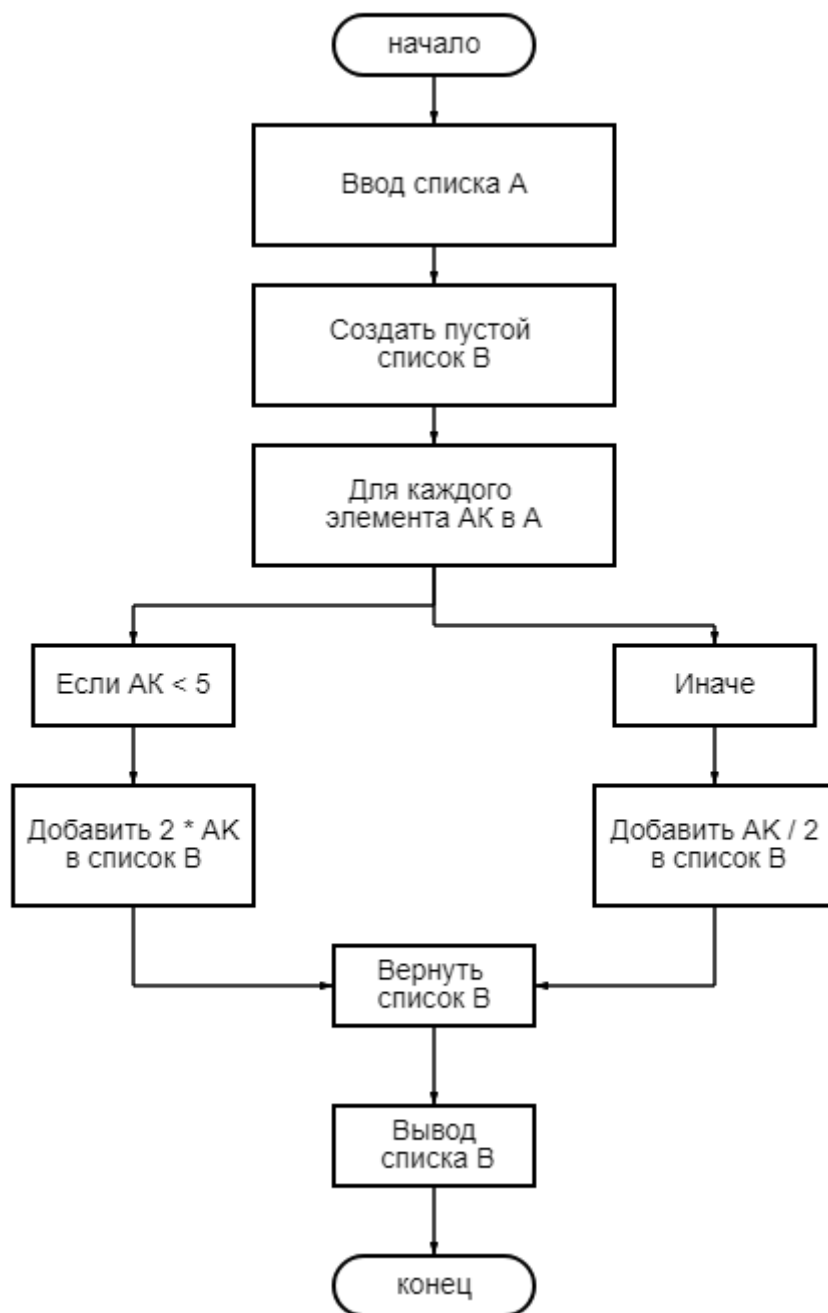 начало
Ввод списка А
Создать пустой
список В
Для каждого
элемента АК в А
Если АК < 5
Иначе
Добавить 2 * АК
в список В
Добавить АК / 2
в список В
Вернуть
список В
Вывод
списка В
конец